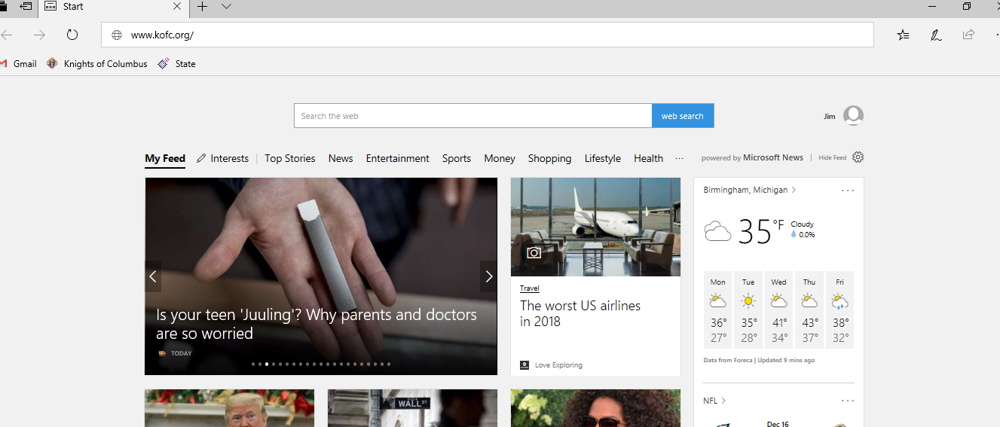 Start
www.kofc.org/
Gmail Knights of Columbus State
Search the web web search Jim
My Feed Interests Top Stories News Entertainment Sports Money Shopping Lifestyle Health ... powered by Microsoft News Hide Feed
Is your teen 'Juuling'? Why parents and doctors
are so worried
TODAY
Travel
The worst US airlines
in 2018
Love Exploring
Birmingham, Michigan
35°F Cloudy
0.0%
Mon Tue Wed Thu Fri
36° 35° 41° 43° 38°
27° 28° 34° 37° 32°
Data from Foreca | Updated 9 mins ago
WALL ST
NFL
Dec 16